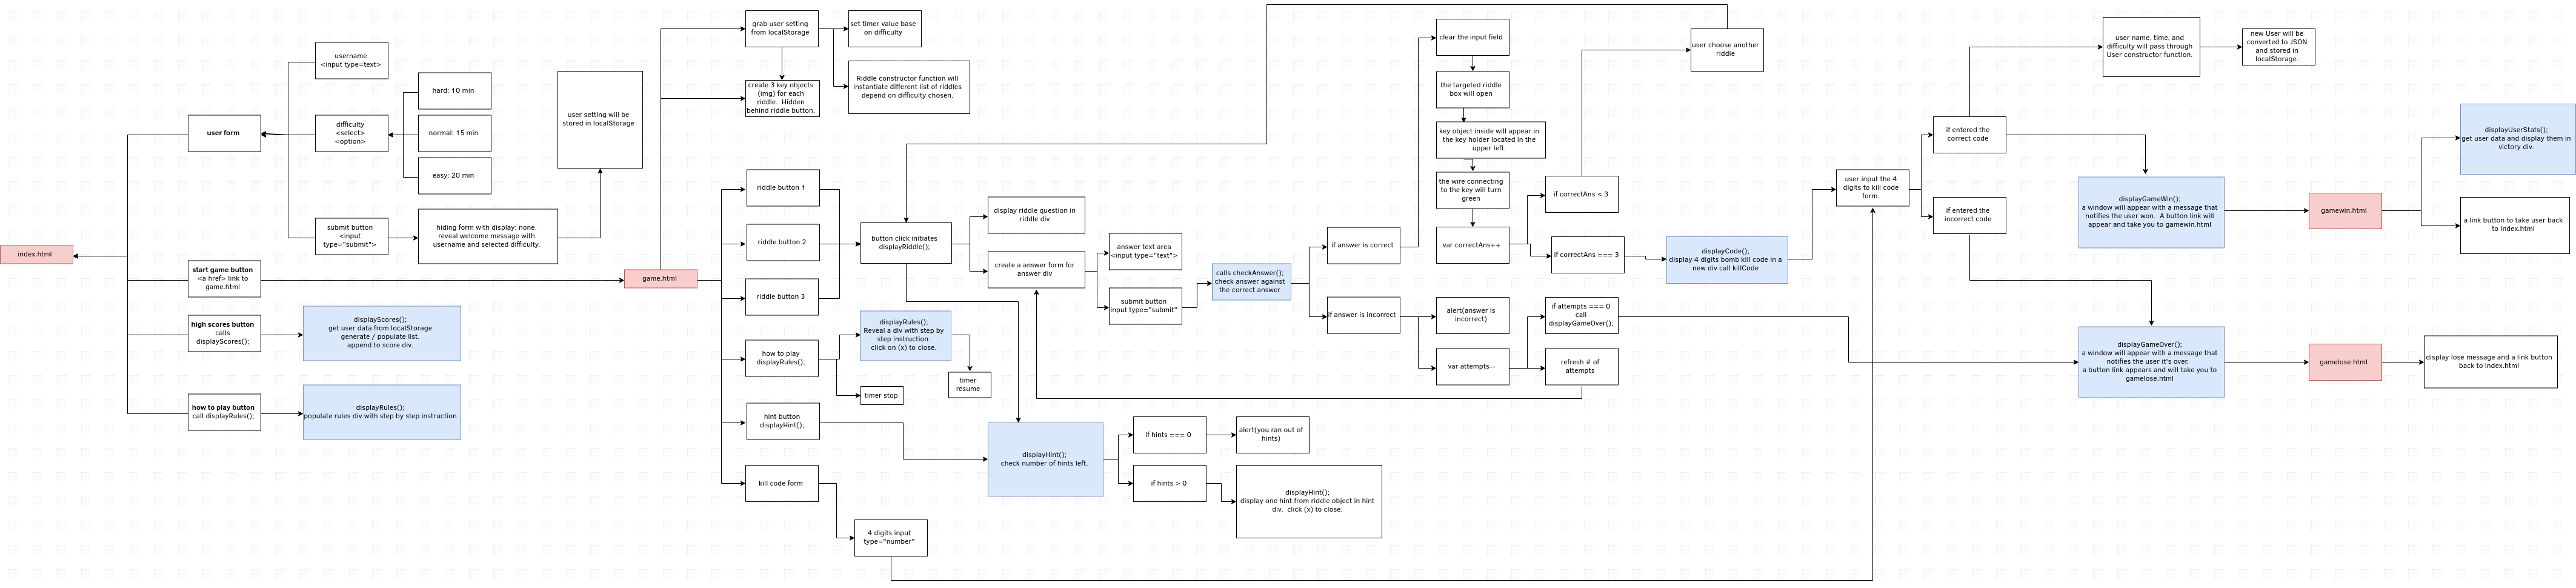 index.html
user form
start game button
<a href> link to
game.html
high scores button
calls
displayScores();
how to play button
call displayRules();
username
<input type=text>
difficulty
<select>
<option>
submit button
<input
type="submit">
hard: 10 min
normal: 15 min
easy: 20 min
hiding form with display: none.
reveal welcome message with
username and selected difficulty.
user setting will be
stored in localStorage
displayScores();
get user data from localStorage
generate / populate list.
append to score div.
displayRules();
populate rules div with step by step instruction
game.html
grab user setting
from localStorage
set timer value base
on difficulty
create 3 key objects
(img) for each
riddle. Hidden
behind riddle button.
Riddle constructor function will
instantiate different list of riddles
depend on difficulty chosen.
riddle button 1
riddle button 2
riddle button 3
how to play
displayRules();
hint button
displayHint();
kill code form
button click initiates
displayRiddle();
displayRules();
Reveal a div with step by
step instruction.
click on (x) to close.
timer stop
timer
resume
4 digits input
type="number"
display riddle question in
riddle div
create a answer form for
answer div
answer text area
<input type="text">
submit button
input type="submit"
displayHint();
check number of hints left.
if hints === 0
alert(you ran out of
hints)
if hints > 0
displayHint();
display one hint from riddle object in hint
div. click (x) to close.
calls checkAnswer();
check answer against
the correct answer
if answer is correct
if answer is incorrect
clear the input field
the targeted riddle
box will open
key object inside will appear in
the key holder located in the
upper left.
the wire connecting
to the key will turn
green
var correctAns++
if correctAns < 3
if correctAns === 3
user choose another
riddle
alert(answer is
incorrect)
var attempts--
if attempts === 0
call
displayGameOver();
refresh # of
attempts
displayCode();
display 4 digits bomb kill code in a
new div call killCode
user input the 4
digits to kill code
form.
if entered the
correct code
if entered the
incorrect code
user name, time, and
difficulty will pass through
User constructor function.
new User will be
converted to JSON
and stored in
localStorage.
displayGameWin();
a window will appear with a message that
notifies the user won. A button link will
appear and take you to gamewin.html
gamewin.html
displayUserStats();
get user data and display them in
victory div.
a link button to take user back
to index.html
displayGameOver();
a window will appear with a message that
notifies the user it's over.
a button link appears and will take you to
gamelose.html
gamelose.html
display lose message and a link button
back to index.html